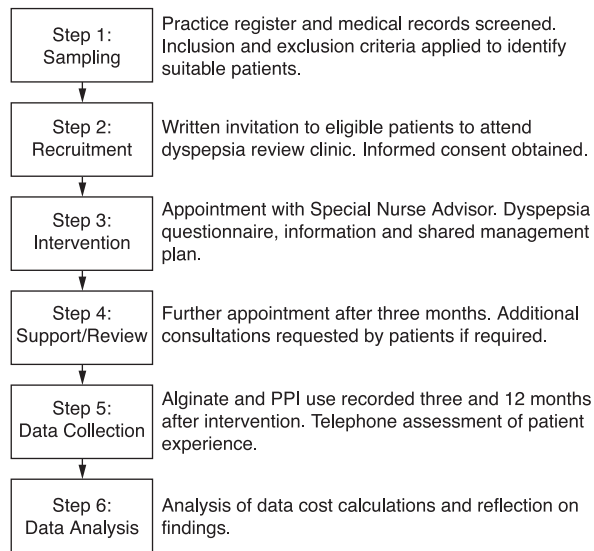 Step 1:
Sampling
Practice register and medical records screened.
Inclusion and exclusion criteria applied to identify
suitable patients.
Step 2:
Recruitment
Written invitation to eligible patients to attend
dyspepsia review clinic. Informed consent obtained.
Step 3:
Intervention
Appointment with Special Nurse Advisor. Dyspepsia
questionnaire, information and shared management
plan.
Step 4:
Support/Review
Further appointment after three months. Additional
consultations requested by patients if required.
Step 5:
Data Collection
Alginate and PPI use recorded three and 12 months
after intervention. Telephone assessment of patient
experience.
Step 6:
Data Analysis
Analysis of data cost calculations and reflection on
findings.